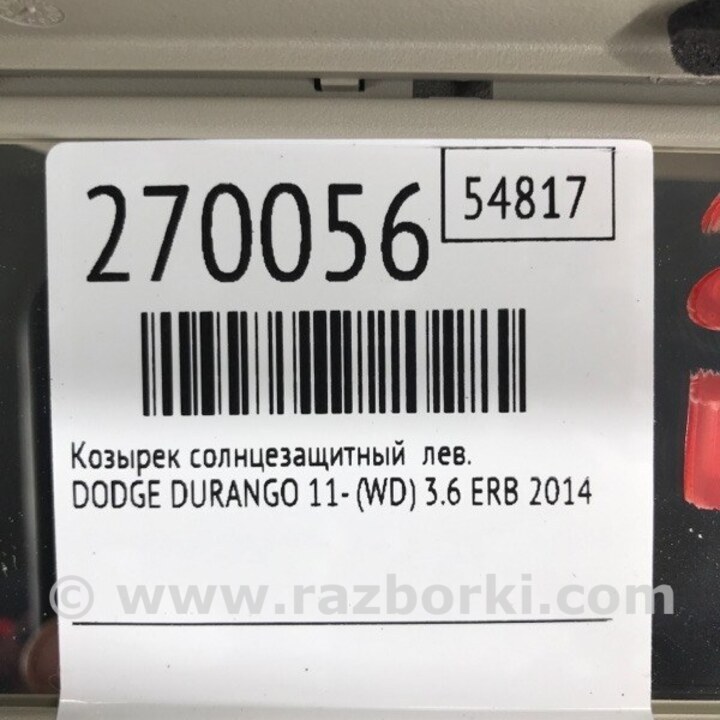 270056
54817
Козырек солнцезащитный лев.
DODGE DURANGO 11- (WD) 3.6 ERB 2014
© www.razborki.com